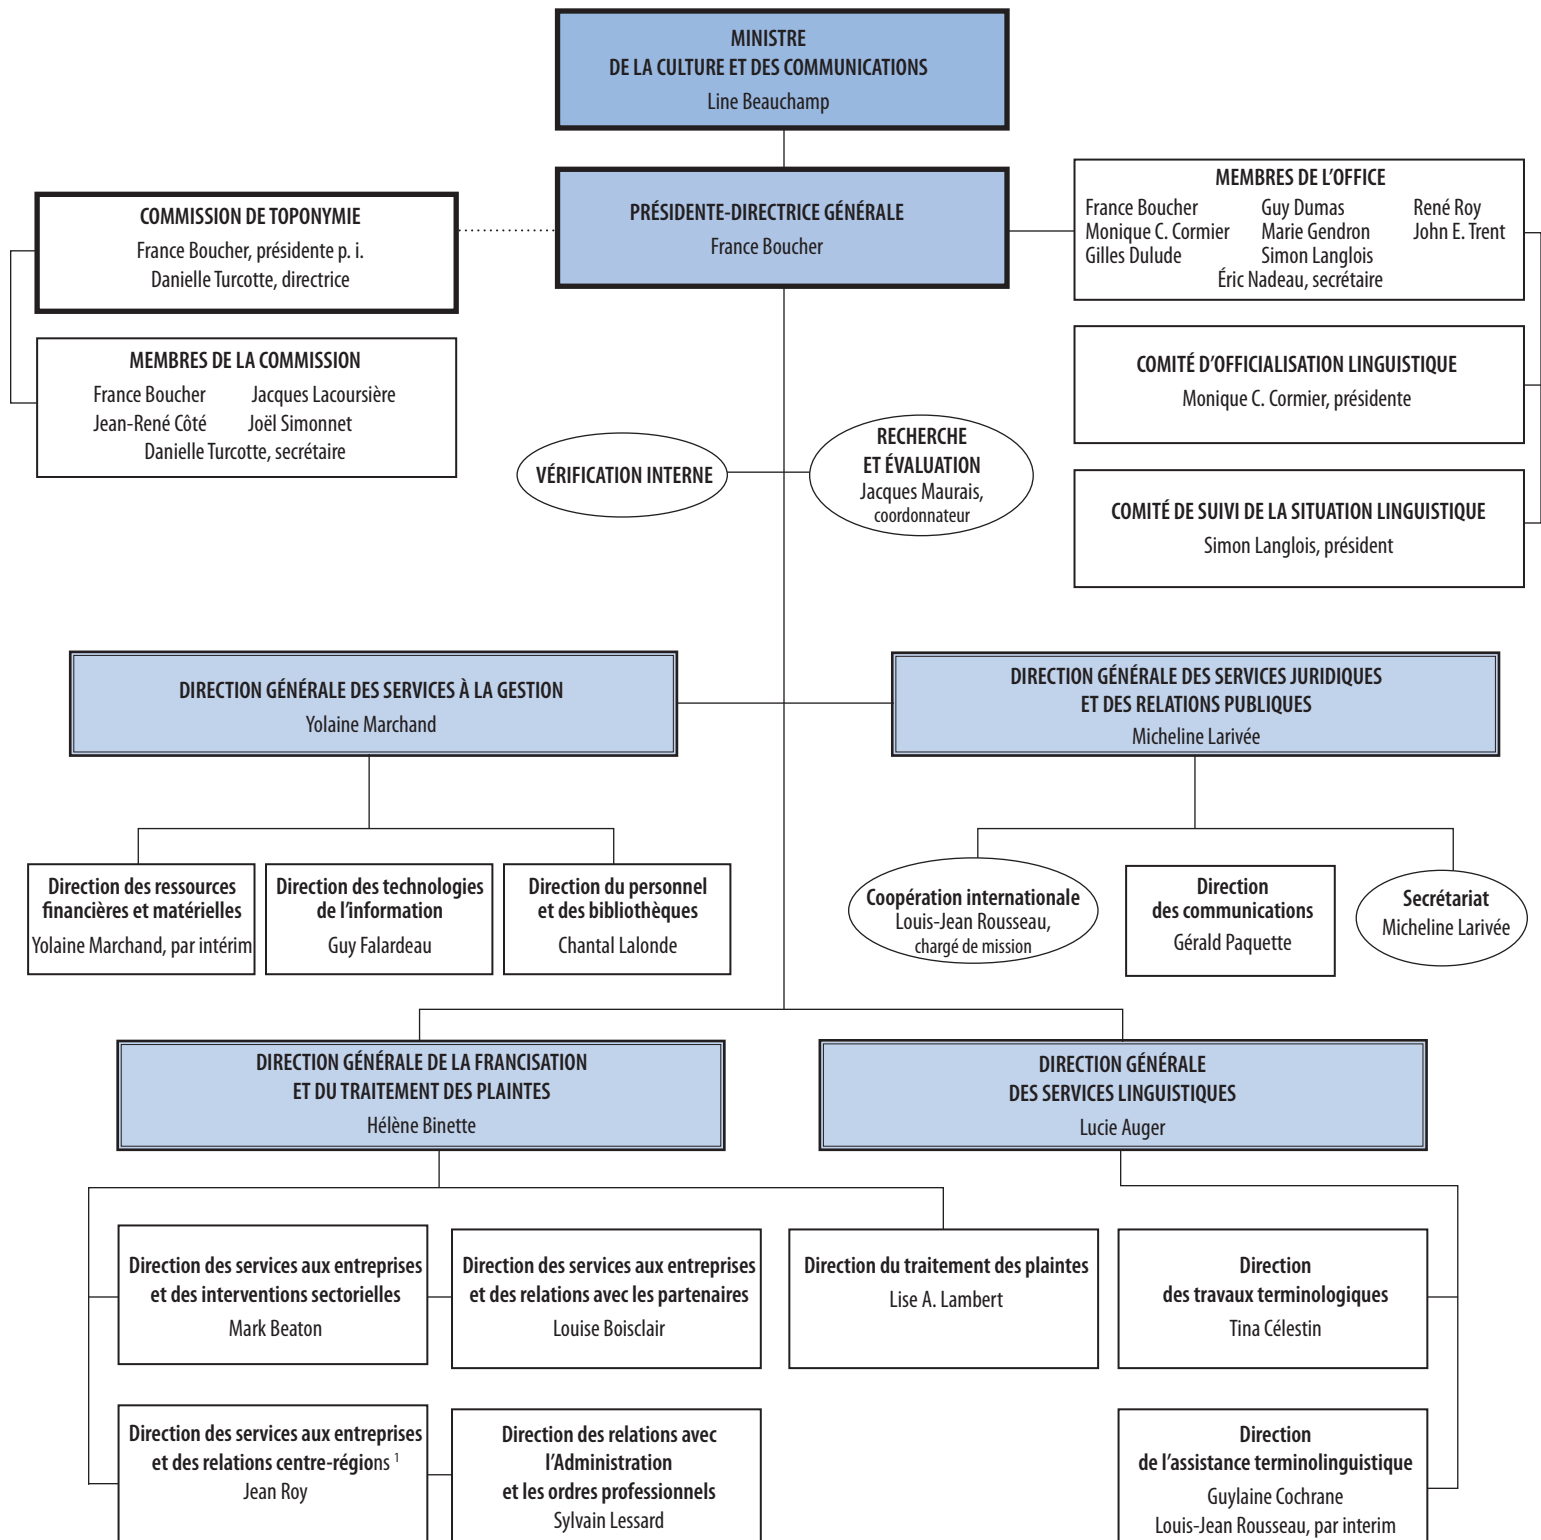 MINISTRE
DE LA CULTURE ET DES COMMUNICATIONS
Line Beauchamp
PRÉSIDENTE-DIRECTRICE GÉNÉRALE
France Boucher
COMMISSION DE TOPONYMIE
France Boucher, présidente p. i.
Danielle Turcotte, directrice
MEMBRES DE LA COMMISSION
France Boucher Jacques Lacoursière
Jean-René Côté Joël Simonnet
Danielle Turcotte, secrétaire
MEMBRES DE L'OFFICE
France Boucher Guy Dumas René Roy
Monique C. Cormier Marie Gendron John E. Trent
Gilles Dulude Simon Langlois
Éric Nadeau, secrétaire
COMITÉ D'OFFICIALISATION LINGUISTIQUE
Monique C. Cormier, présidente
COMITÉ DE SUIVI DE LA SITUATION LINGUISTIQUE
Simon Langlois, président
VÉRIFICATION INTERNE
RECHERCHE
ET ÉVALUATION
Jacques Maurais,
coordonnateur
DIRECTION GÉNÉRALE DES SERVICES À LA GESTION
Yolaine Marchand
DIRECTION GÉNÉRALE DES SERVICES JURIDIQUES
ET DES RELATIONS PUBLIQUES
Micheline Larivée
Direction des ressources
financières et matérielles
Yolaine Marchand, par intérim
Direction des technologies
de l'information
Guy Falardeau
Direction du personnel
et des bibliothèques
Chantal Lalonde
Coopération internationale
Louis-Jean Rousseau,
chargé de mission
Direction
des communications
Gérald Paquette
Secrétariat
Micheline Larivée
DIRECTION GÉNÉRALE DE LA FRANCISATION
ET DU TRAITEMENT DES PLAINTES
Hélène Binette
DIRECTION GÉNÉRALE
DES SERVICES LINGUISTIQUES
Lucie Auger
Direction des services aux entreprises
et des interventions sectorielles
Mark Beaton
Direction des services aux entreprises
et des relations avec les partenaires
Louise Boisclair
Direction du traitement des plaintes
Lise A. Lambert
Direction
des travaux terminologiques
Tina Célestin
Direction des services aux entreprises
et des relations centre-régions 1
Jean Roy
Direction des relations avec
l'Administration
et les ordres professionnels
Sylvain Lessard
Direction
de l'assistance terminolinguistique
Guylaine Cochrane
Louis-Jean Rousseau, par interim